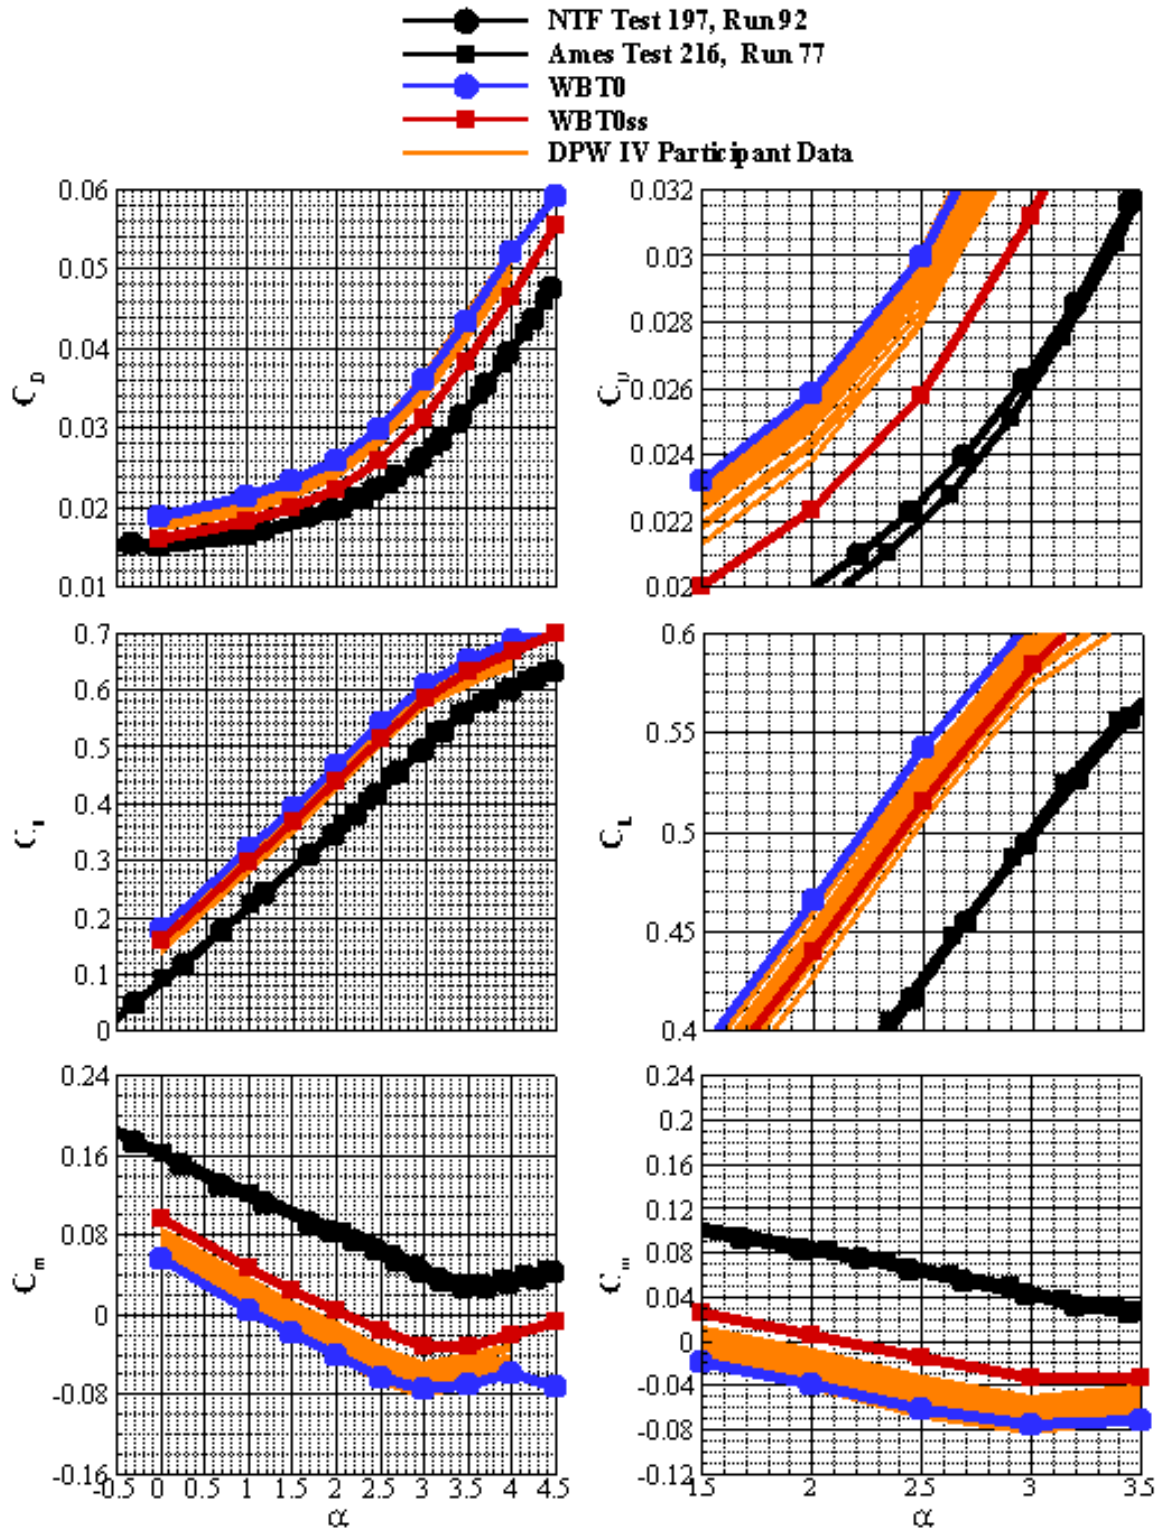 NTF Test 197, Run 92
Ames Test 216, Run 77
WBT0
WBT0ss
DPW IV Participant Data
0.06
0.05
0.04
0.03
0.02
0.01
C D
0.032
0.03
0.028
0.026
0.024
0.022
0.02
C D
0.7
0.6
0.5
0.4
0.3
0.2
0.1
0
C L
0.6
0.55
0.5
0.45
0.4
C L
0.24
0.16
0.08
0
-0.08
-0.16
C m
-0.5 0 0.5 1 1.5 2 2.5 3 3.5 4 4.5
α
0.24
0.2
0.16
0.12
0.08
0.04
0
-0.04
-0.08
-0.12
C m
1.5 2 2.5 3 3.5
α